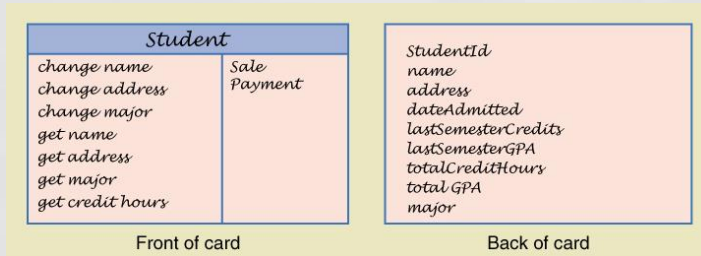 Student
change name
change address
change major
get name
get address
get major
get credit hours
Sale
Payment
Front of card
StudentId
name
address
dateAdmitted
lastSemesterCredits
lastSemesterGPA
totalCreditHours
total GPA
major
Back of card